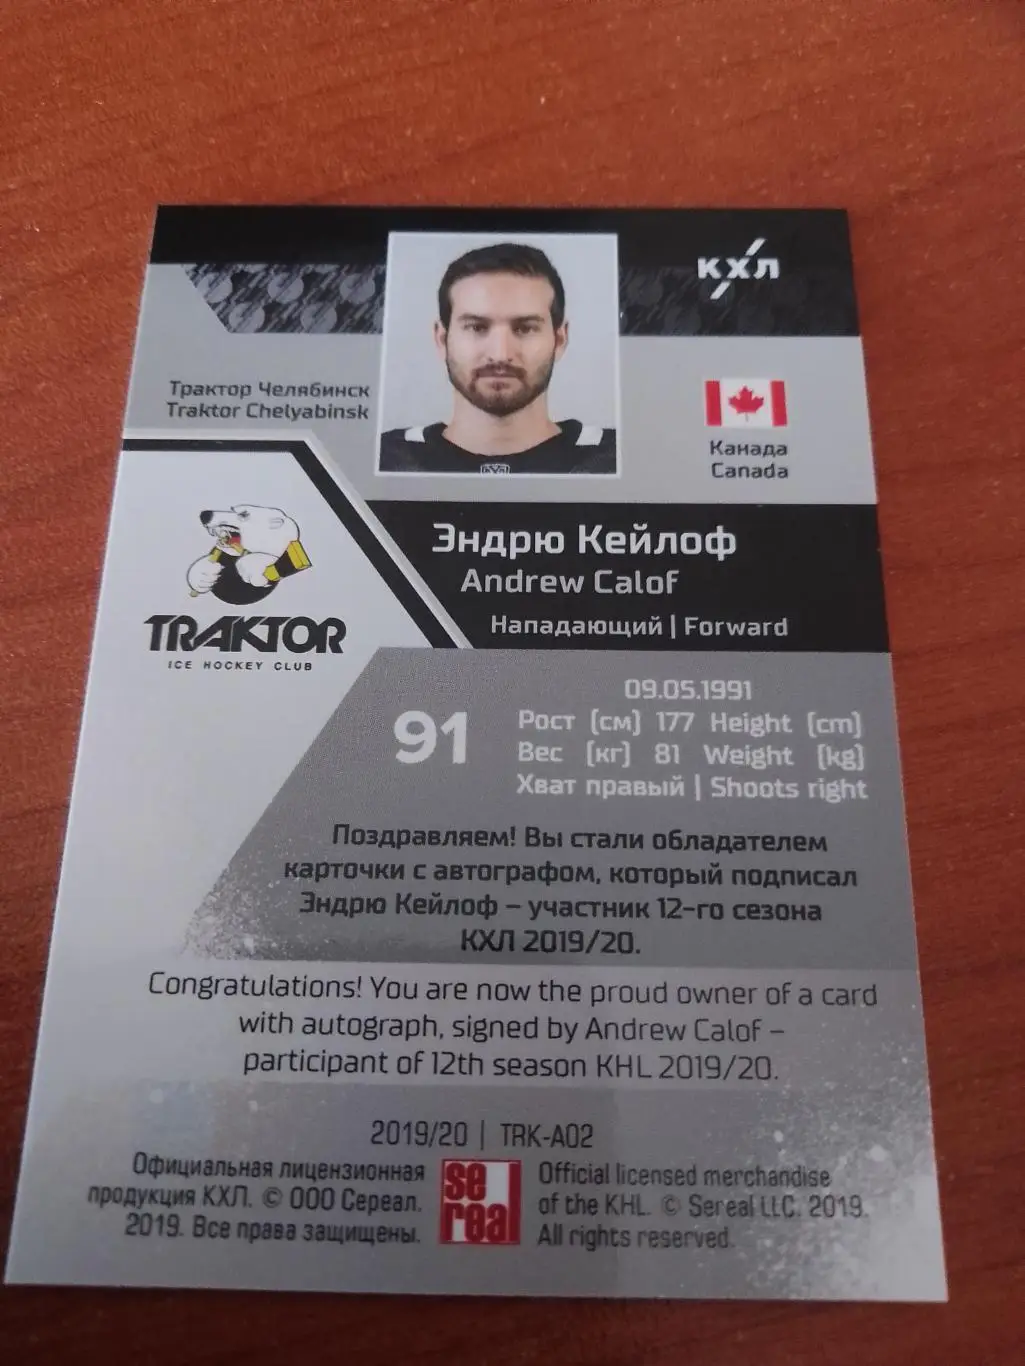 КХЛ
Трактор Челябинск
Traktor Chelyabinsk
Канада
Canada
Эндрю Кейлоф
Andrew Calof
Нападающий | Forward
TRAKTOR
ICE HOCKEY CLUB
91
09.05.1991
Рост (см) 177 Height (cm)
Вес (кг) 81 Weight (kg)
Хват правый | Shoots right
Поздравляем! Вы стали обладателем
карточки с автографом, который подписал
Эндрю Кейлоф – участник 12-го сезона
КХЛ 2019/20.
Congratulations! You are now the proud owner of a card
with autograph, signed by Andrew Calof –
participant of 12th season KHL 2019/20.
2019/20 | TRK-A02
Официальная лицензионная
продукция КХЛ. © ООО Сереал.
2019. Все права защищены.
se
real
Official licensed merchandise
of the KHL. © Sereal LLC. 2019.
All rights reserved.